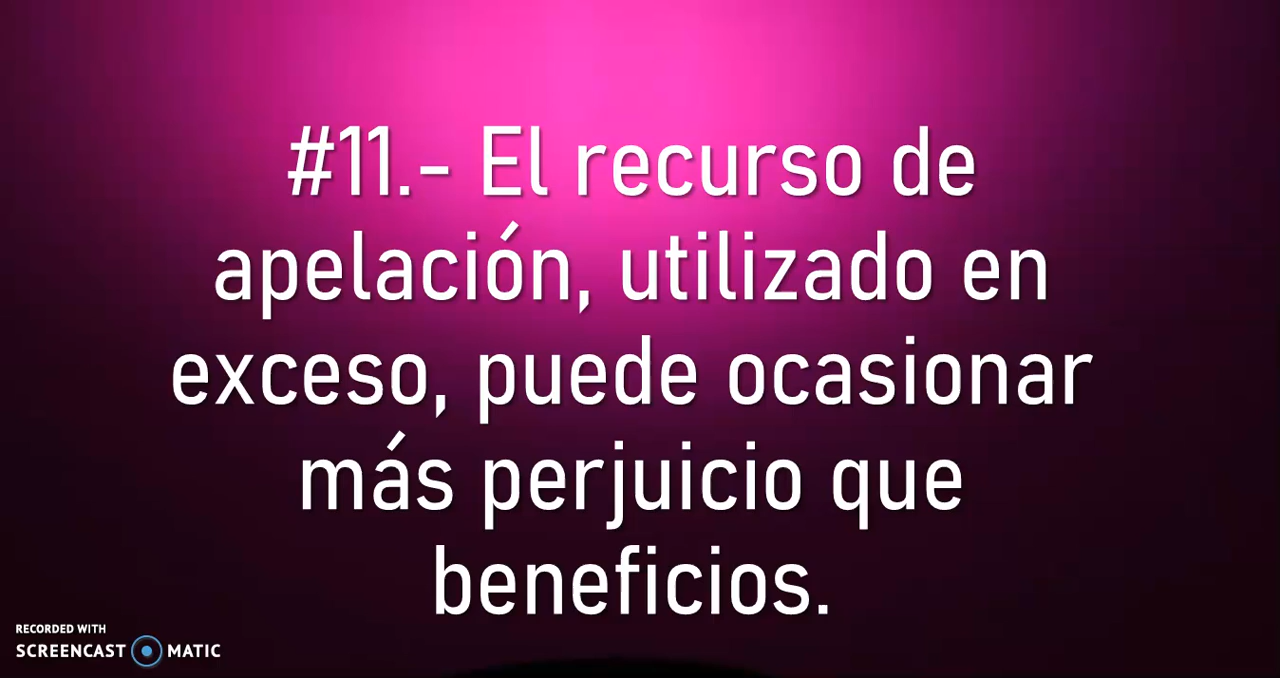 #11.- El recurso de
apelación, utilizado en
exceso, puede ocasionar
más perjuicio que
beneficios.
RECORDED WITH
SCREENCAST MATIC